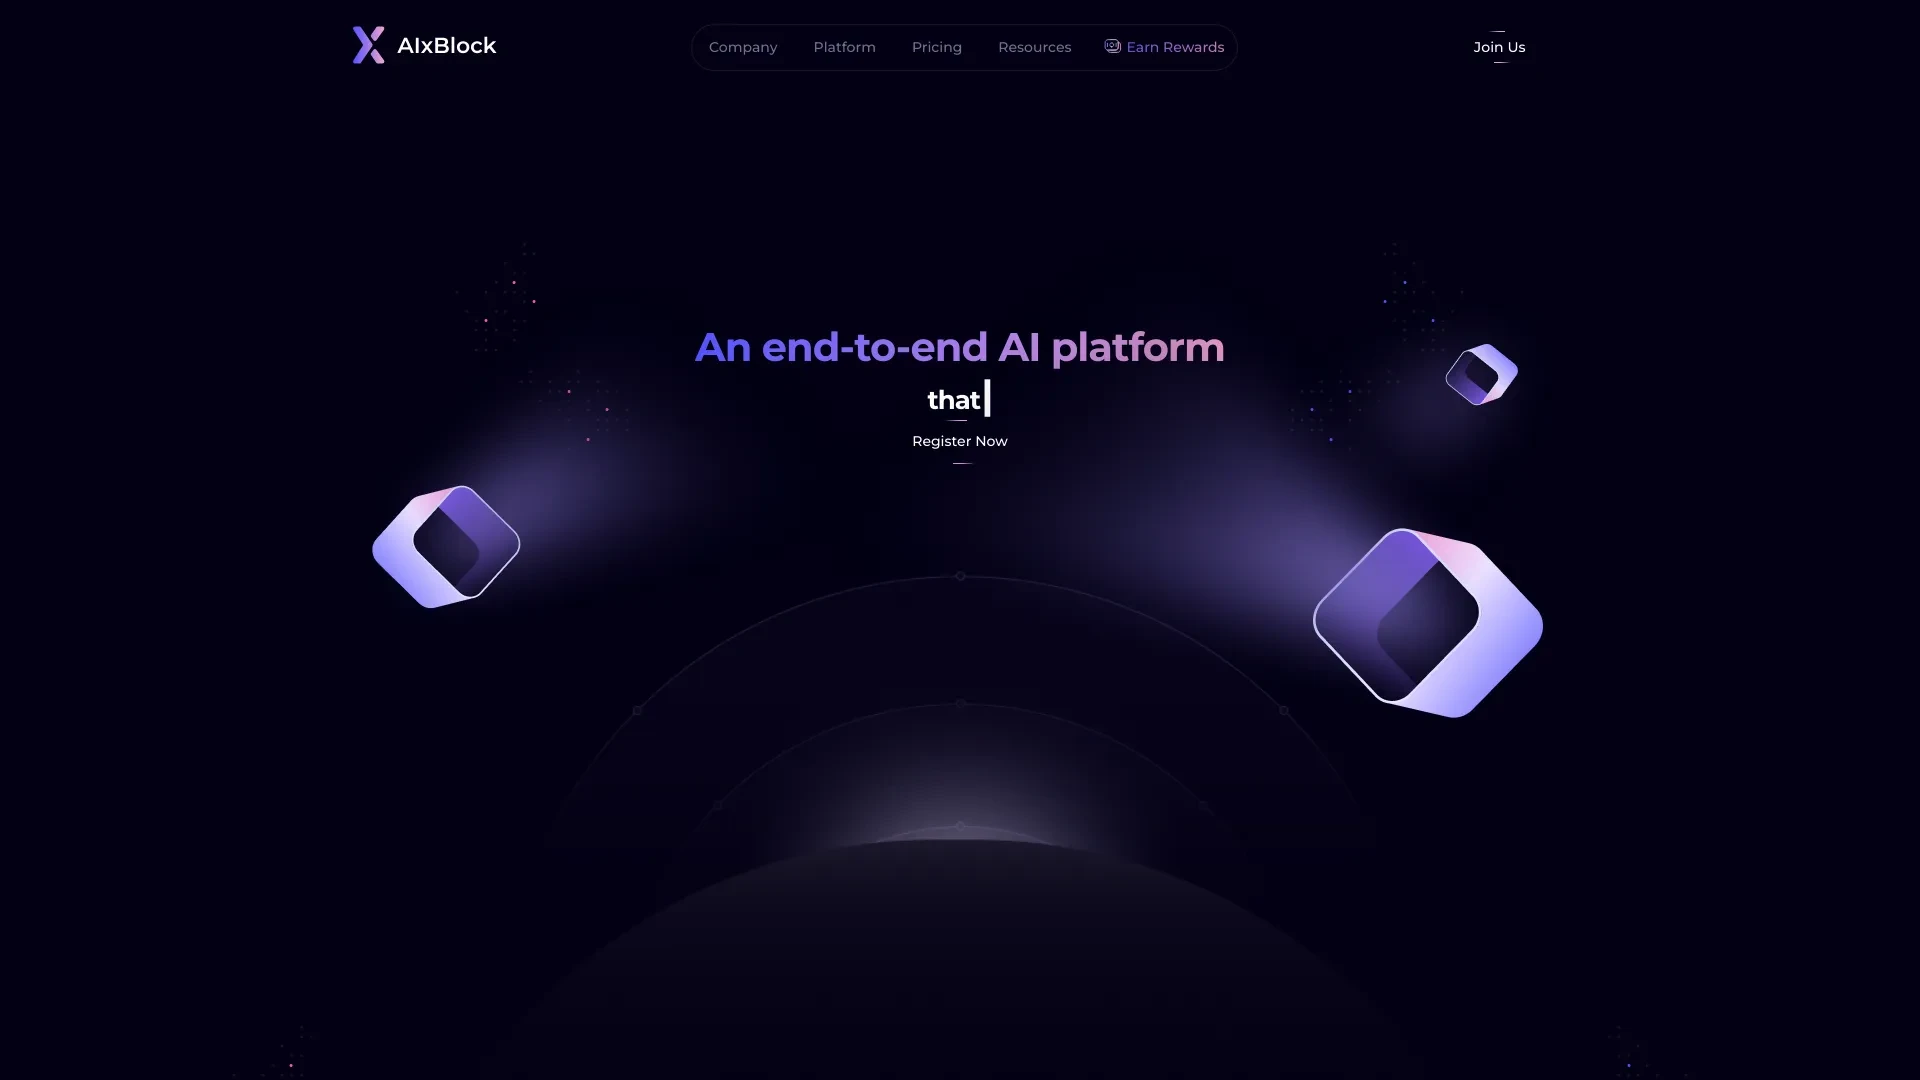 AIxBlock
Company Platform Pricing Resources Earn Rewards
Join Us
An end-to-end AI platform
that
Register Now